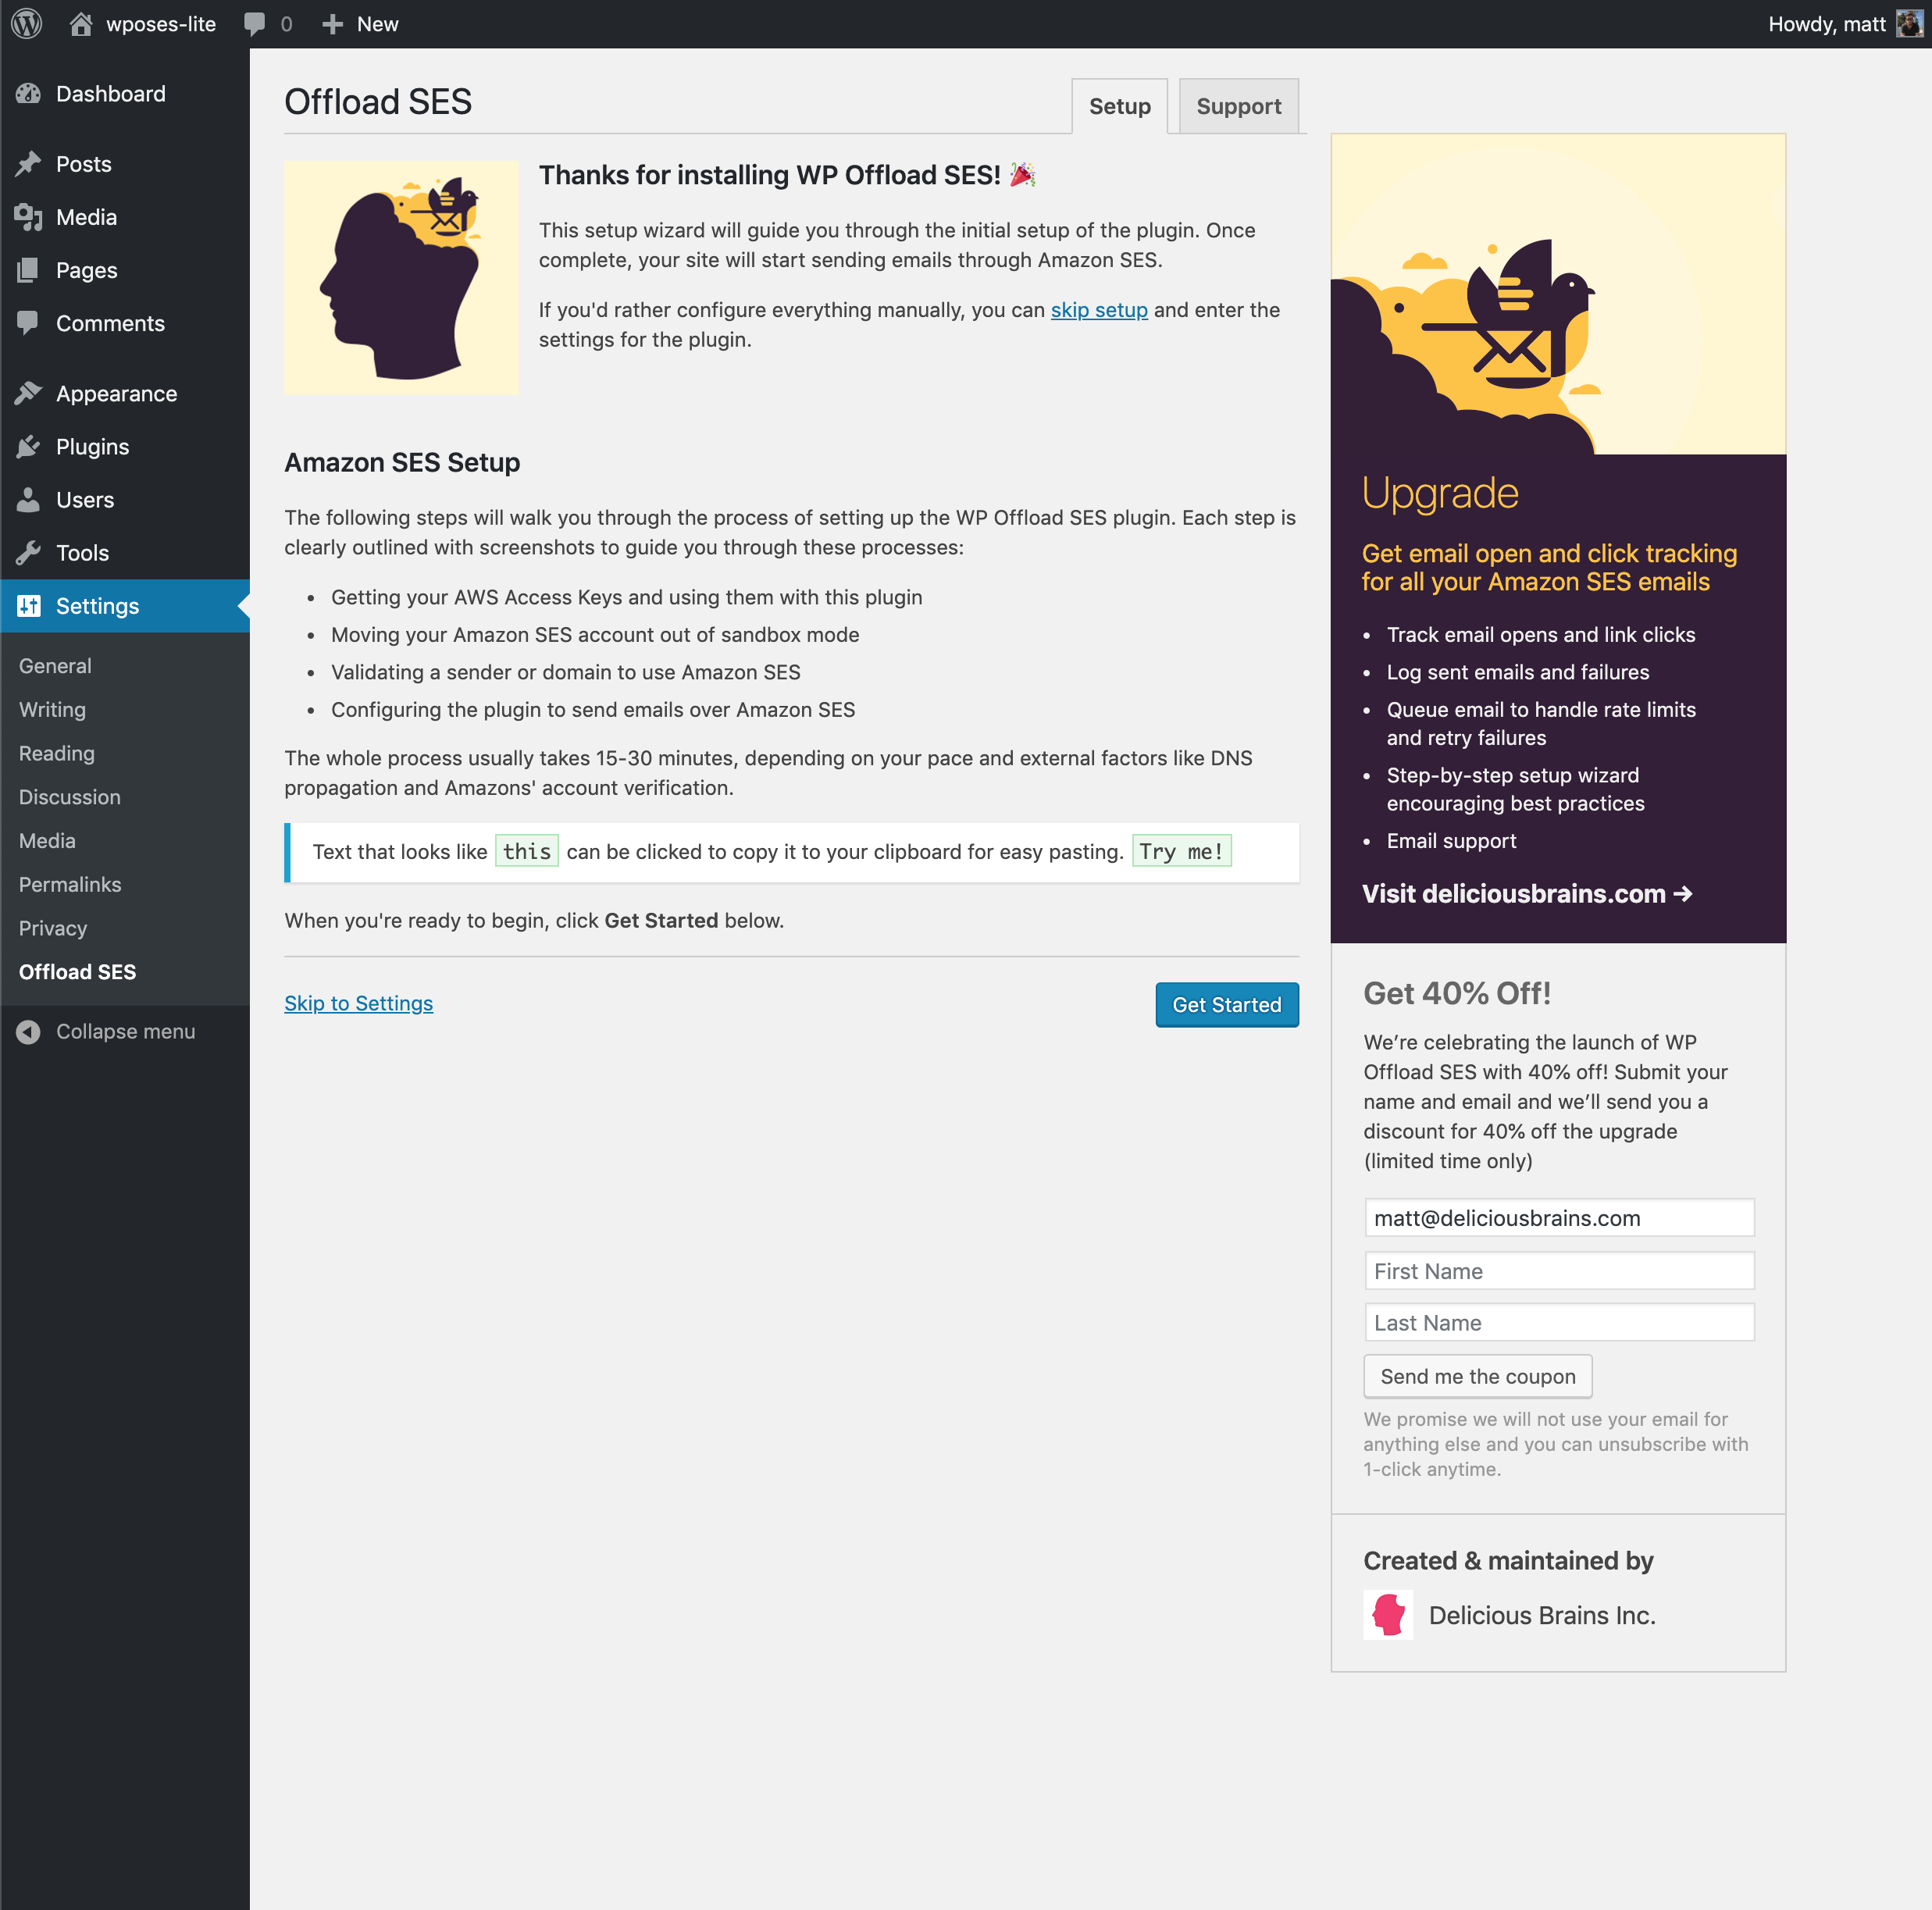 wposes-lite
0
New
Howdy, matt
Dashboard
Posts
Media
Pages
Comments
Appearance
Plugins
Users
Tools
Settings
General
Writing
Reading
Discussion
Media
Permalinks
Privacy
Offload SES
Collapse menu
Offload SES
Setup
Support
Thanks for installing WP Offload SES! 🎉
This setup wizard will guide you through the initial setup of the plugin. Once
complete, your site will start sending emails through Amazon SES.
If you'd rather configure everything manually, you can skip setup and enter the
settings for the plugin.
Amazon SES Setup
The following steps will walk you through the process of setting up the WP Offload SES plugin. Each step is
clearly outlined with screenshots to guide you through these processes:
• Getting your AWS Access Keys and using them with this plugin
• Moving your Amazon SES account out of sandbox mode
• Validating a sender or domain to use Amazon SES
• Configuring the plugin to send emails over Amazon SES
The whole process usually takes 15-30 minutes, depending on your pace and external factors like DNS
propagation and Amazons' account verification.
Text that looks like this can be clicked to copy it to your clipboard for easy pasting. Try me!
When you're ready to begin, click Get Started below.
Skip to Settings
Get Started
Upgrade
Get email open and click tracking
for all your Amazon SES emails
• Track email opens and link clicks
• Log sent emails and failures
• Queue email to handle rate limits
and retry failures
• Step-by-step setup wizard
encouraging best practices
• Email support
Visit deliciousbrains.com →
Get 40% Off!
We’re celebrating the launch of WP
Offload SES with 40% off! Submit your
name and email and we’ll send you a
discount for 40% off the upgrade
(limited time only)
matt@deliciousbrains.com
First Name
Last Name
Send me the coupon
We promise we will not use your email for
anything else and you can unsubscribe with
1-click anytime.
Created & maintained by
Delicious Brains Inc.